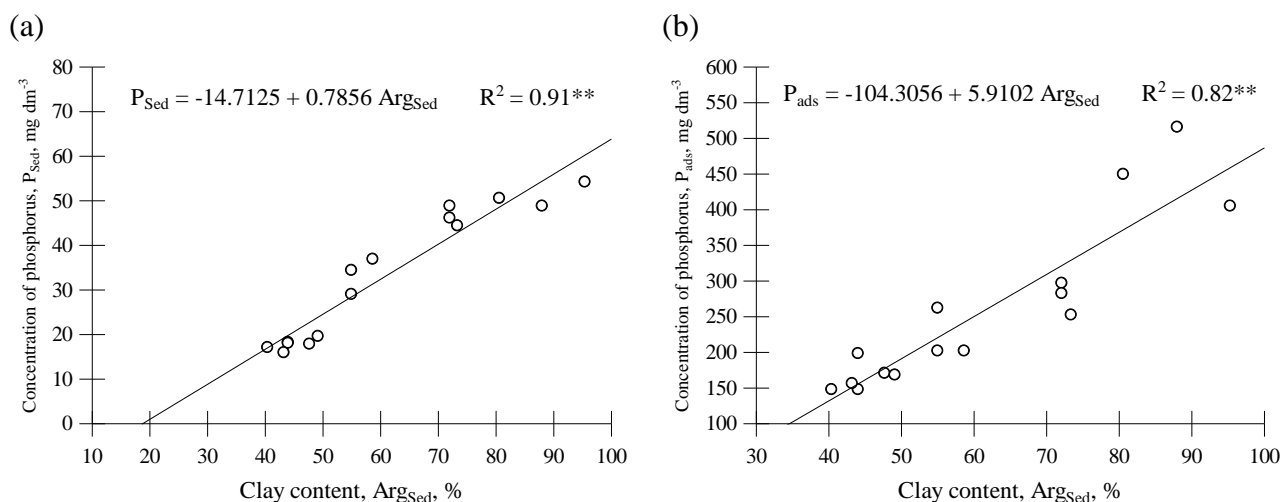 (a)
P_Sed = -14.7125 + 0.7856 Arg_Sed
R² = 0.91**
Concentration of phosphorus, P_Sed, mg dm⁻³
80
70
60
50
40
30
20
10
0
10 20 30 40 50 60 70 80 90 100
Clay content, Arg_Sed, %
(b)
P_ads = -104.3056 + 5.9102 Arg_Sed
R² = 0.82**
Concentration of phosphorus, P_ads, mg dm⁻³
600
550
500
450
400
350
300
250
200
150
100
30 40 50 60 70 80 90 100
Clay content, Arg_Sed, %